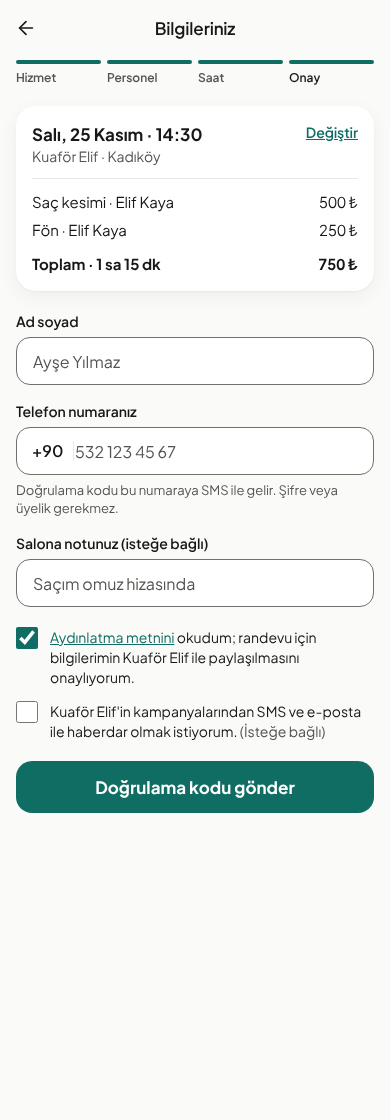 Bilgileriniz
Hizmet
Personel
Saat
Onay
Salı, 25 Kasım · 14:30
Değiştir
Kuaför Elif · Kadıköy
Saç kesimi · Elif Kaya
500 ₺
Fön · Elif Kaya
250 ₺
Toplam · 1 sa 15 dk
750 ₺
Ad soyad
Ayşe Yılmaz
Telefon numaranız
+90
532 123 45 67
Doğrulama kodu bu numaraya SMS ile gelir. Şifre veya
üyelik gerekmez.
Salona notunuz (isteğe bağlı)
Saçım omuz hizasında
Aydınlatma metnini okudum; randevu için
bilgilerimin Kuaför Elif ile paylaşılmasını
onaylıyorum.
Kuaför Elif'in kampanyalarından SMS ve e-posta
ile haberdar olmak istiyorum. (İsteğe bağlı)
Doğrulama kodu gönder